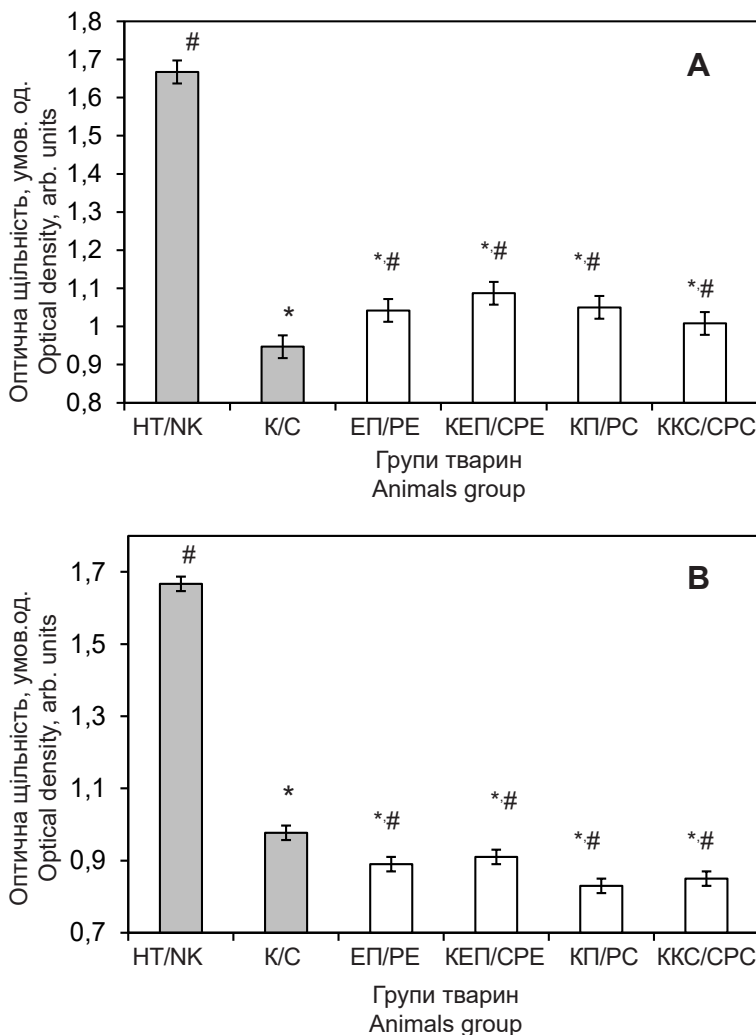 Оптична щільність, умов. од.
Optical density, arb. units
1,8
1,7
1,6
1,5
1,4
1,3
1,2
1,1
1
0,9
0,8
#
*
*,#
*,#
*,#
*,#
A
НТ/NK
К/C
ЕП/PE
КЕП/CPE
КП/PC
ККС/CPC
Групи тварин
Animals group
Оптична щільність, умов.од.
Optical density, arb. units
1,7
1,5
1,3
1,1
0,9
0,7
#
*
*,#
*,#
*,#
*,#
B
НТ/NK
К/C
ЕП/PE
КЕП/CPE
КП/PC
ККС/CPC
Групи тварин
Animals group